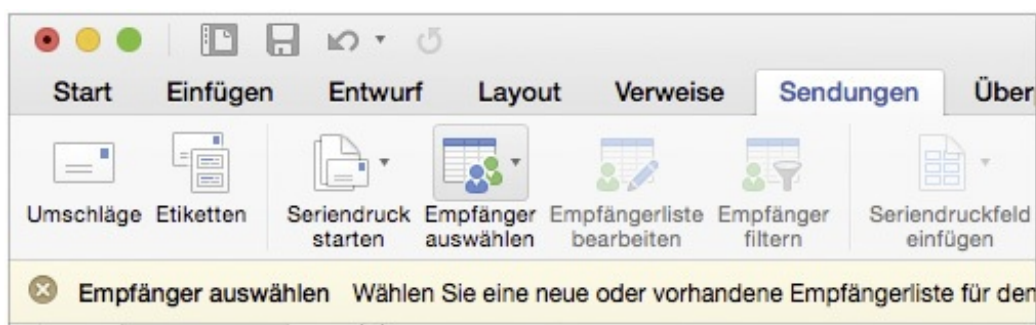 Start Einfügen Entwurf Layout Verweise Sendungen Über
Umschläge Etiketten Seriendruck starten Empfänger auswählen Empfängerliste bearbeiten Empfänger filtern Seriendruckfeld einfügen
Empfänger auswählen Wählen Sie eine neue oder vorhandene Empfängerliste für den